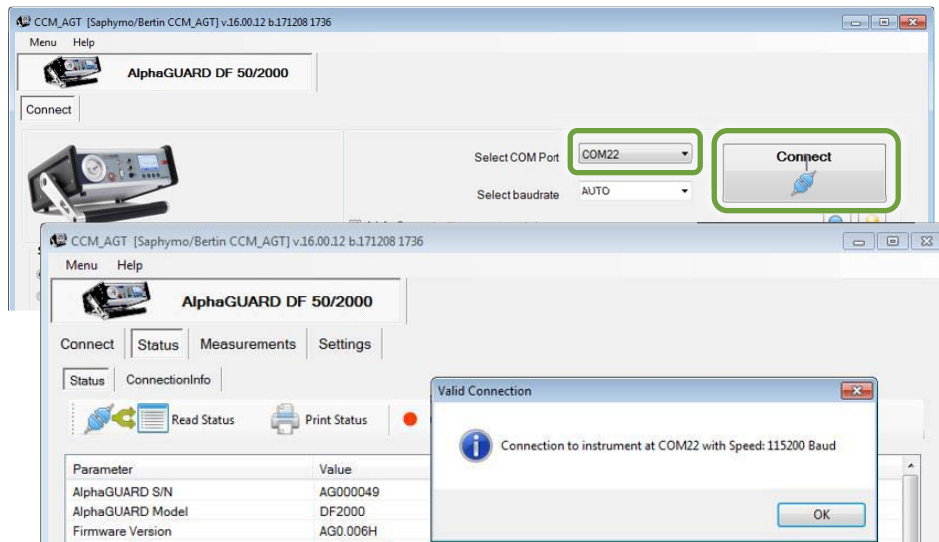 CCM_AGT [Saphymo/Bertin CCM_AGT] v.16.00.12 b.171208 1736
Menu Help
AlphaGUARD DF 50/2000
Connect
Select COM Port COM22
Connect
Select baudrate AUTO
CCM_AGT [Saphymo/Bertin CCM_AGT] v.16.00.12 b.171208 1736
Menu Help
AlphaGUARD DF 50/2000
Connect Status Measurements Settings
Status ConnectionInfo
Read Status Print Status
Valid Connection
Connection to instrument at COM22 with Speed: 115200 Baud
OK
Parameter Value
AlphaGUARD S/N AG000049
AlphaGUARD Model DF2000
Firmware Version AG0.006H